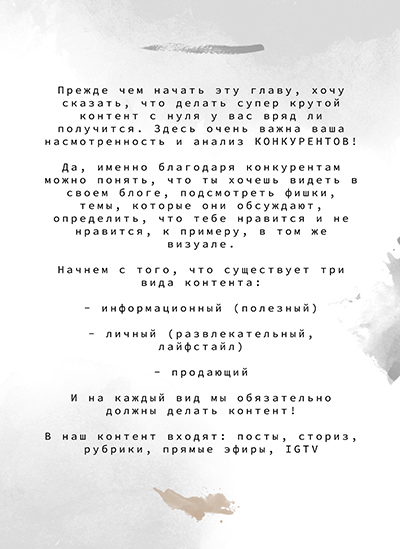 Прежде чем начать эту главу, хочу
сказать, что делать супер крутой
контент с нуля у вас вряд ли
получится. Здесь очень важна ваша
насмотренность и анализ КОНКУРЕНТОВ!
Да, именно благодаря конкурентам
можно понять, что ты хочешь видеть в
своем блоге, подсмотреть фишки,
темы, которые они обсуждают,
определить, что тебе нравится и не
нравится, к примеру, в том же
визуале.
Начнем с того, что существует три
вида контента:
- информационный (полезный)
- личный (развлекательный,
лайфстайл)
- продающий
И на каждый вид мы обязательно
должны делать контент!
В наш контент входят: посты, сториз,
рубрики, прямые эфиры, IGTV